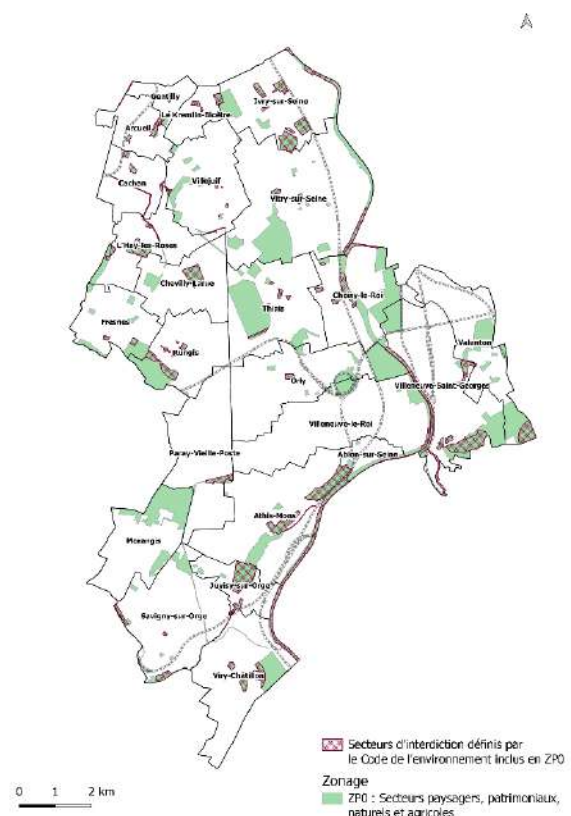 Gentilly
Le Kremlin-Bicêtre
Ivry-sur-Seine
Arcueil
Cachan
Villejuif
Vitry-sur-Seine
L'Haÿ-les-Roses
Chevilly-Larue
Choisy-le-Roi
Thiais
Fresnes
Rungis
Valenton
Orly
Villeneuve-Saint-Georges
Villeneuve-le-Roi
Paray-Vieille-Poste
Ablon-sur-Seine
Athis-Mons
Morangis
Juvisy-sur-Orge
Savigny-sur-Orge
Viry-Châtillon
Secteurs d'interdiction définis par
le Code de l'environnement inclus en ZP0
Zonage
ZP0 : Secteurs paysagers, patrimoniaux,
naturels et agricoles
0 1 2 km